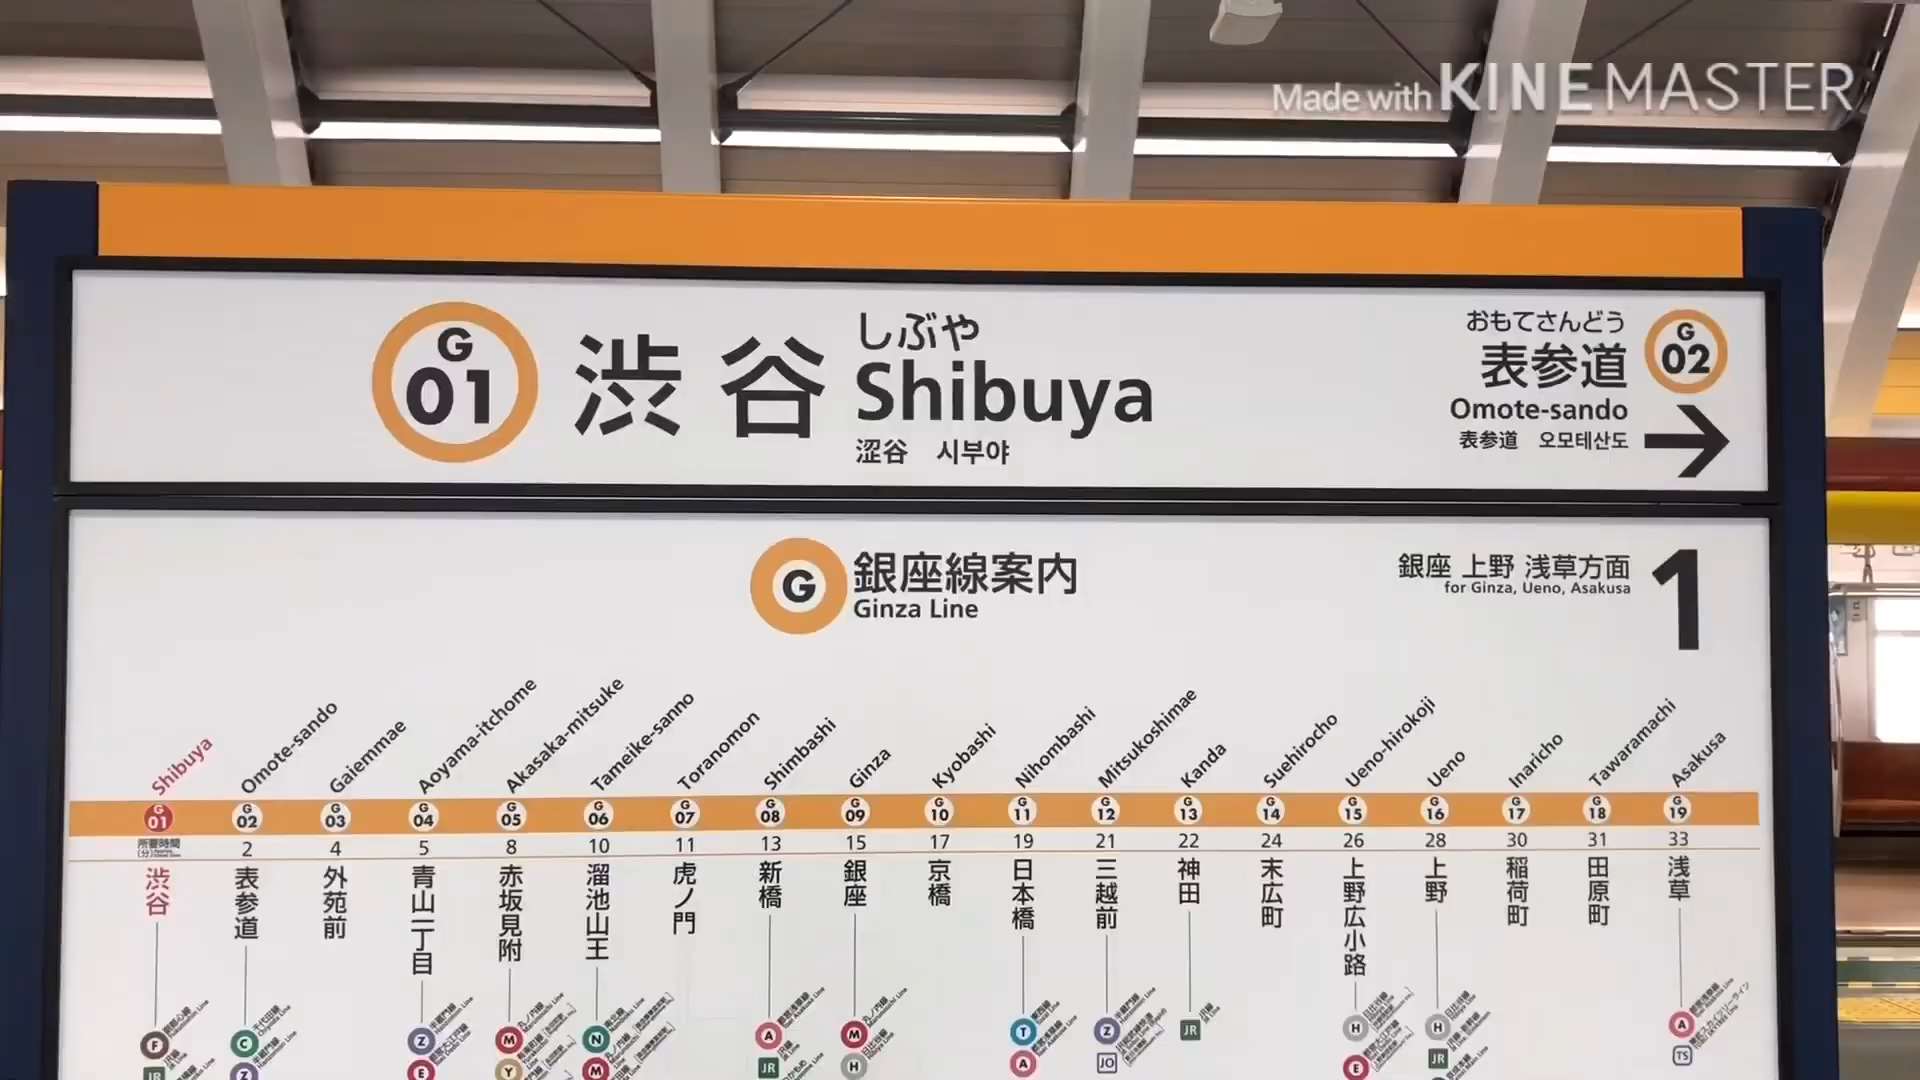 Made with KINEMASTER
G
01
渋谷
しぶや
Shibuya
涩谷 시부야
おもてさんどう
表参道
Omote-sando
表参道 오모테산도
G
02
G
銀座線案内
Ginza Line
銀座 上野 浅草方面
for Ginza, Ueno, Asakusa
1
Shibuya Omote-sando Gaiemmae Aoyama-itchome Akasaka-mitsuke Tameike-sanno Toranomon Shimbashi Ginza Kyobashi Nihombashi Mitsukoshimae Kanda Suehirocho Ueno-hirokoji Ueno Inaricho Tawaramachi Asakusa
G 01 G 02 G 03 G 04 G 05 G 06 G 07 G 08 G 09 G 10 G 11 G 12 G 13 G 14 G 15 G 16 G 17 G 18 G 19
所要時間 2 4 5 8 10 11 13 15 17 19 21 22 24 26 28 30 31 33
(分)
渋谷 表参道 外苑前 青山一丁目 赤坂見附 溜池山王 虎ノ門 新橋 銀座 京橋 日本橋 三越前 神田 末広町 上野広小路 上野 稲荷町 田原町 浅草
F C Z M N A M T Z JR H H A
JR Z E Y M JR H A JO E JR TS